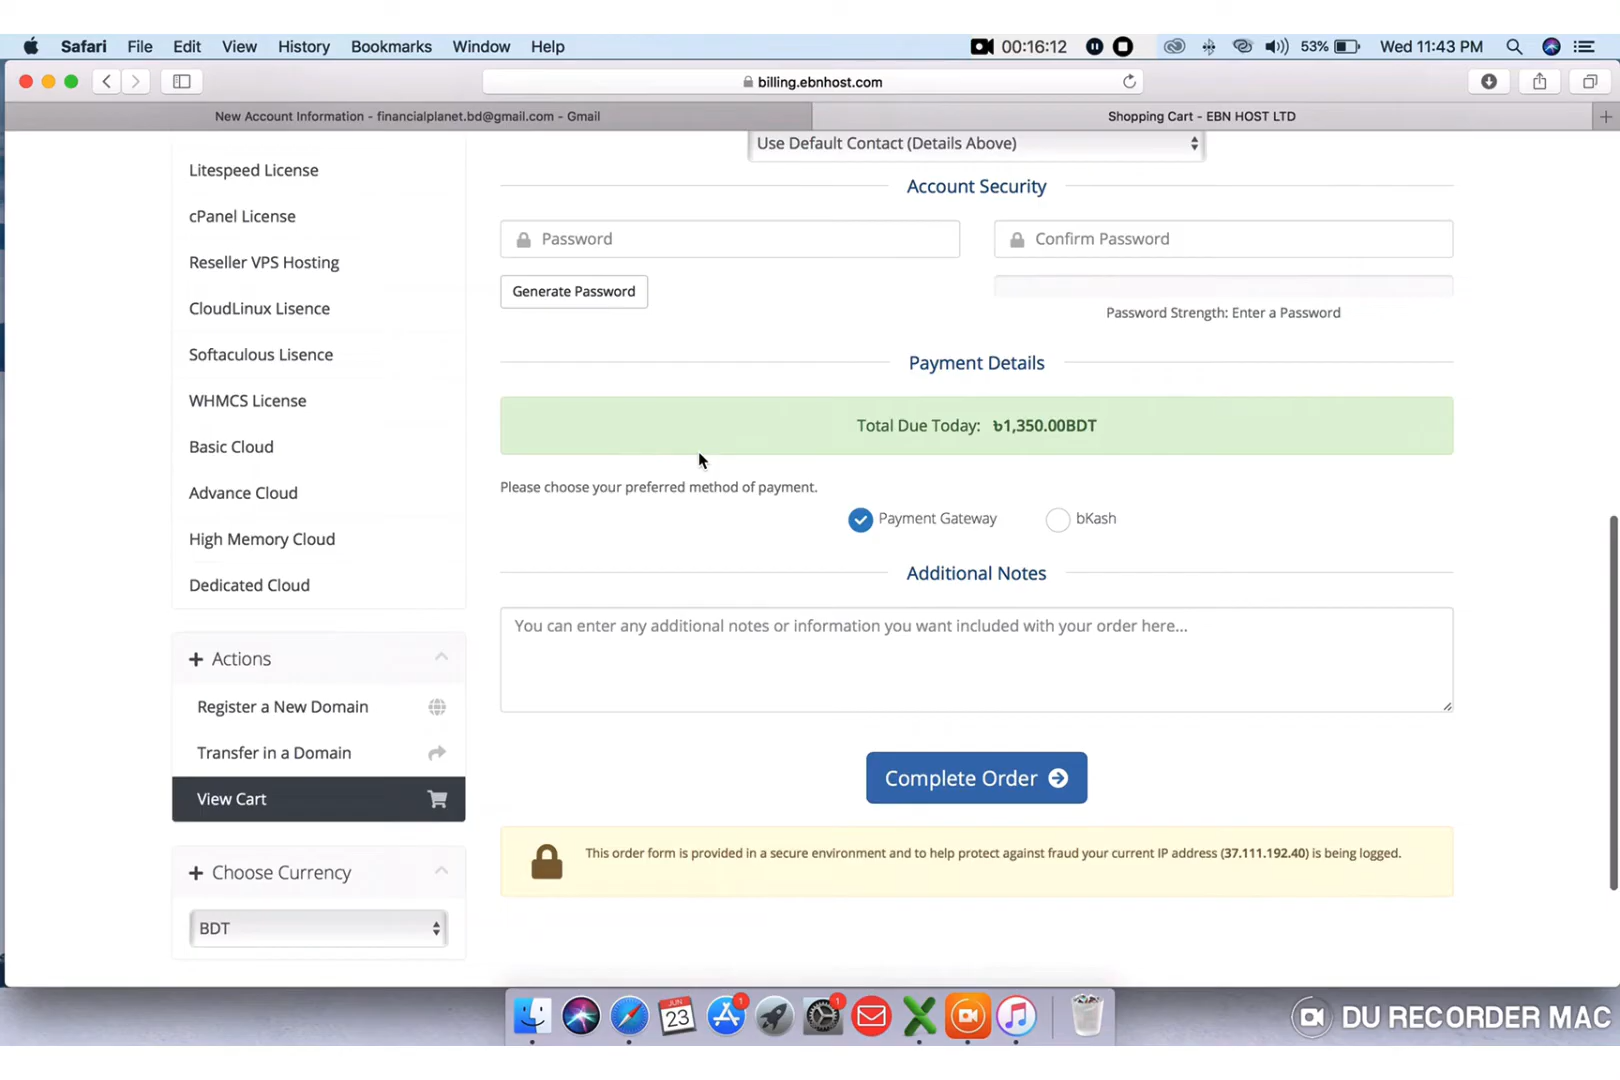 Safari File Edit View History Bookmarks Window Help 00:16:12 53% Wed 11:43 PM
billing.ebnhost.com
New Account Information - financialplanet.bd@gmail.com - Gmail
Shopping Cart - EBN HOST LTD
Litespeed License
cPanel License
Reseller VPS Hosting
CloudLinux Lisence
Softaculous Lisence
WHMCS License
Basic Cloud
Advance Cloud
High Memory Cloud
Dedicated Cloud
Actions
Register a New Domain
Transfer in a Domain
View Cart
Choose Currency
BDT
Use Default Contact (Details Above)
Account Security
Password
Confirm Password
Generate Password
Password Strength: Enter a Password
Payment Details
Total Due Today: ৳1,350.00BDT
Please choose your preferred method of payment.
Payment Gateway
bKash
Additional Notes
You can enter any additional notes or information you want included with your order here...
Complete Order
This order form is provided in a secure environment and to help protect against fraud your current IP address (37.111.192.40) is being logged.
JUN
23
1
1
DU RECORDER MAC